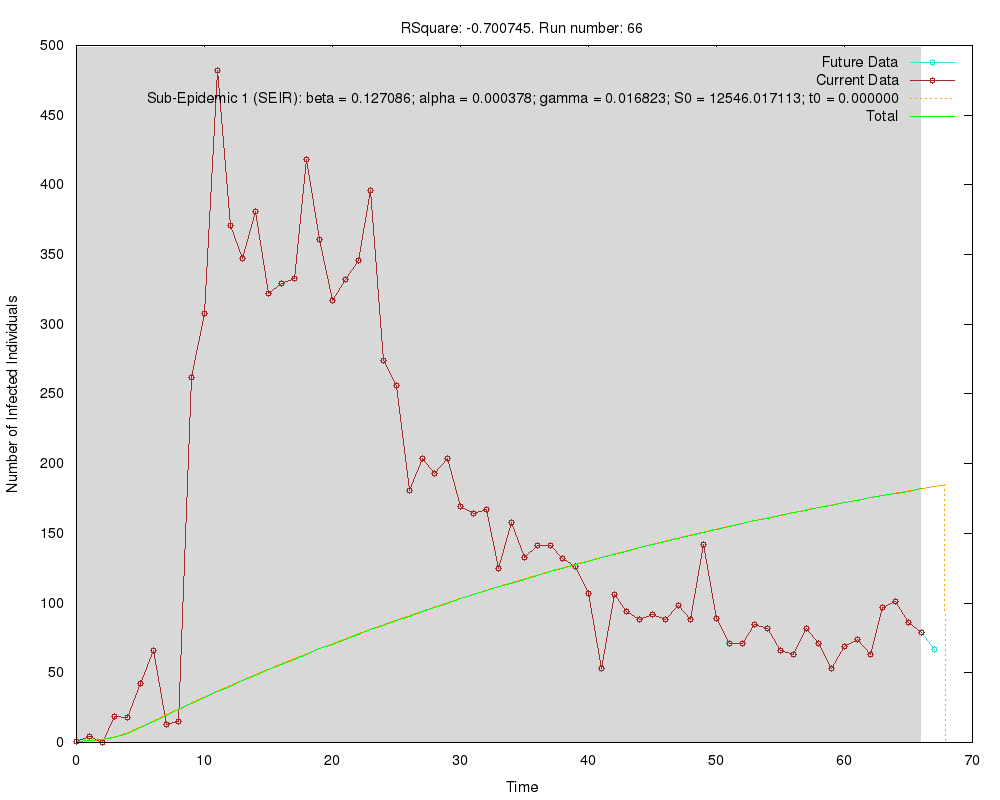 RSquare: -0.700745. Run number: 66
Future Data
Current Data
Sub-Epidemic 1 (SEIR): beta = 0.127086; alpha = 0.000378; gamma = 0.016823; S0 = 12546.017113; t0 = 0.000000
Total
Number of Infected Individuals
500
450
400
350
300
250
200
150
100
50
0
0 10 20 30 40 50 60 70
Time